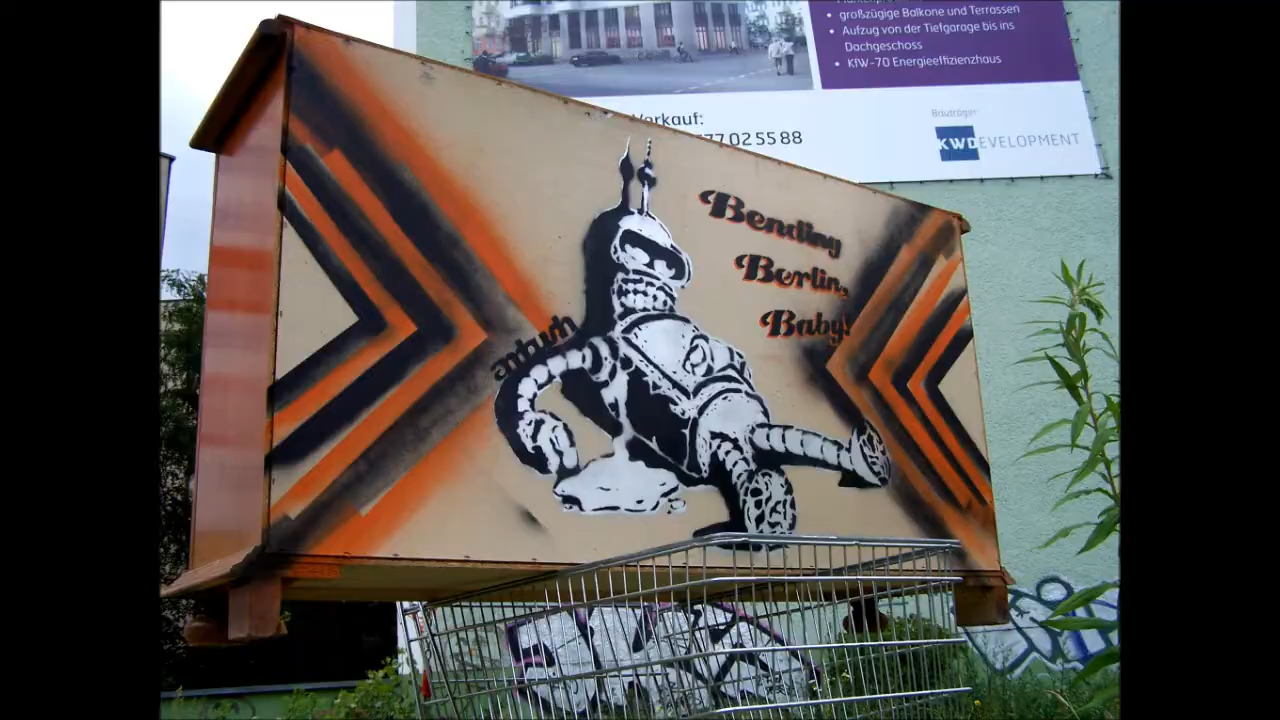 • großzügige Balkone und Terrassen
• Aufzug von der Tiefgarage bis ins
Dachgeschoss
• KfW-70 Energieeffizienzhaus
Verkauf:
77 02 55 88
Bauträger:
KWDEVELOPMENT
Bending
Berlin,
Baby!